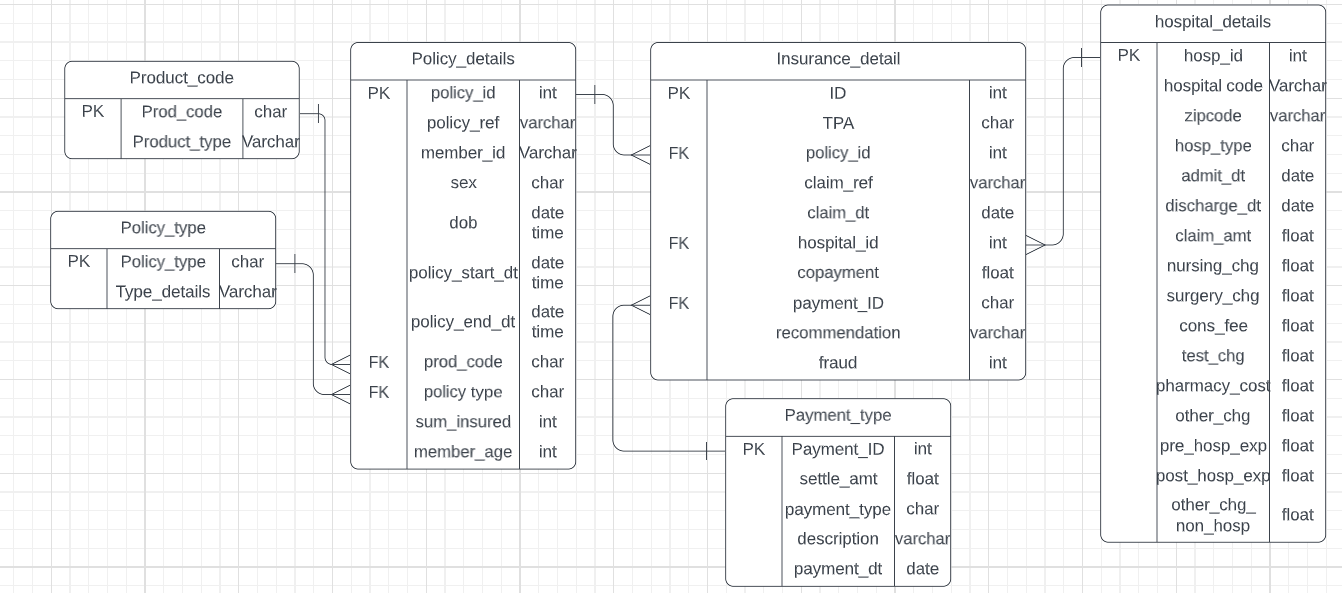 Product_code
PK Prod_code char
Product_type Varchar
Policy_type
PK Policy_type char
Type_details Varchar
Policy_details
PK policy_id int
policy_ref varchar
member_id Varchar
sex char
dob date
time
policy_start_dt date
time
policy_end_dt date
time
FK prod_code char
FK policy type char
sum_insured int
member_age int
Insurance_detail
PK ID int
TPA char
FK policy_id int
claim_ref varchar
claim_dt date
FK hospital_id int
copayment float
FK payment_ID char
recommendation varchar
fraud int
Payment_type
PK Payment_ID int
settle_amt float
payment_type char
description varchar
payment_dt date
hospital_details
PK hosp_id int
hospital code Varchar
zipcode varchar
hosp_type char
admit_dt date
discharge_dt date
claim_amt float
nursing_chg float
surgery_chg float
cons_fee float
test_chg float
pharmacy_cost float
other_chg float
pre_hosp_exp float
post_hosp_exp float
other_chg_
non_hosp float